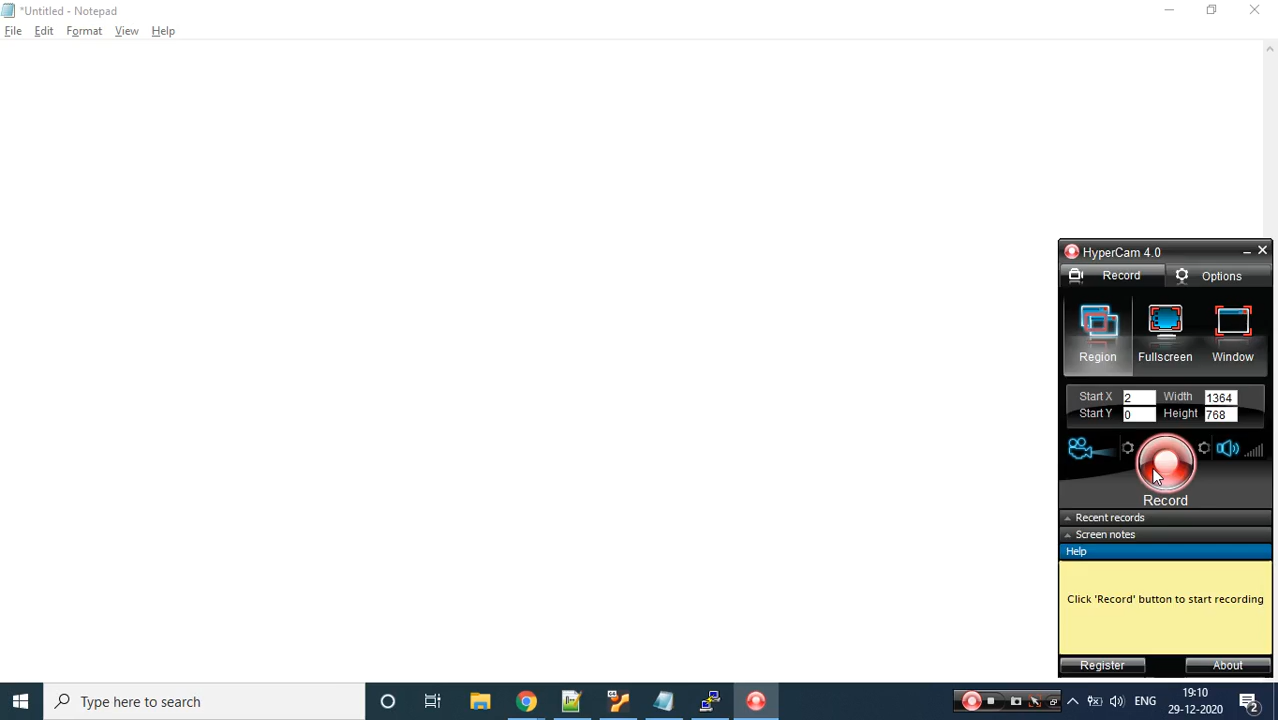 *Untitled - Notepad
File Edit Format View Help
HyperCam 4.0
Record Options
Region Fullscreen Window
Start X 2 Width 1364
Start Y 0 Height 768
Record
Recent records
Screen notes
Help
Click 'Record' button to start recording
Register About
Type here to search
ENG
19:10
29-12-2020
2